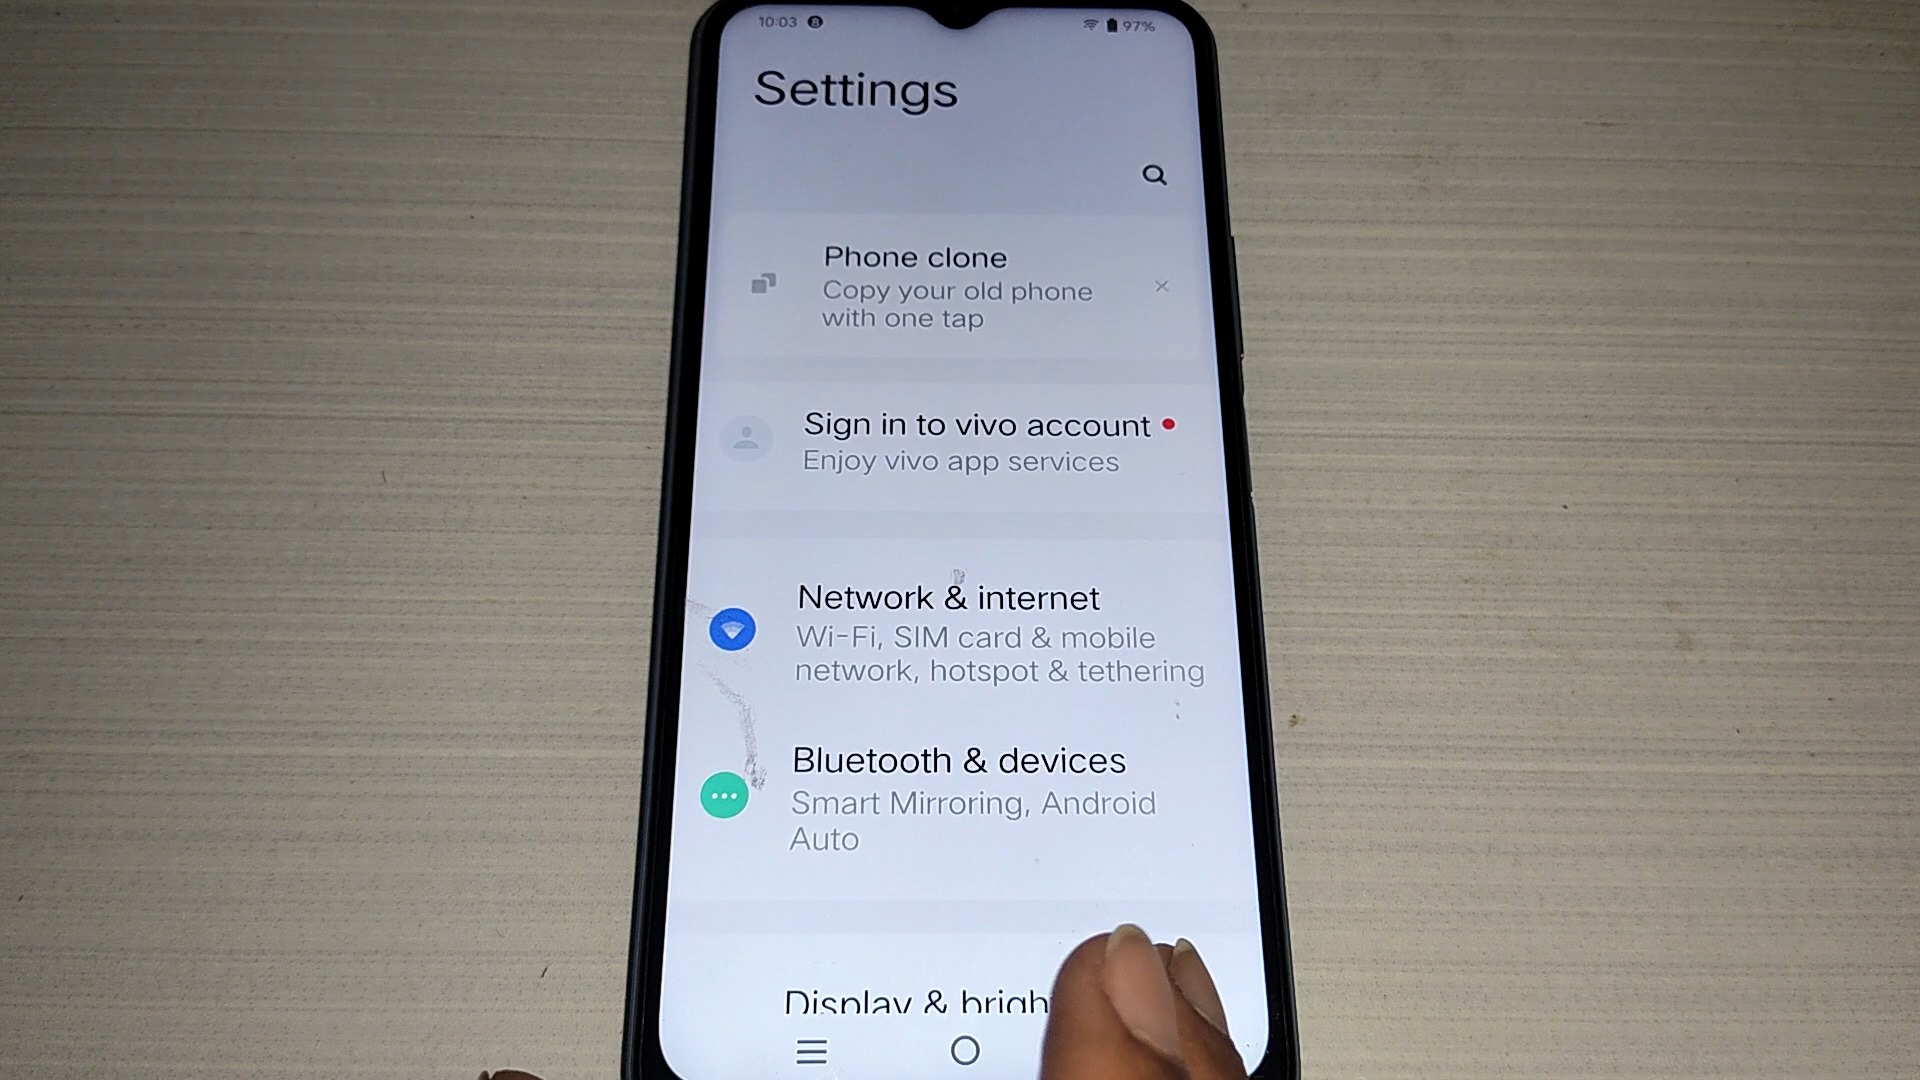 10:03
97%
Settings
Phone clone
Copy your old phone
with one tap
Sign in to vivo account
Enjoy vivo app services
Network & internet
Wi-Fi, SIM card & mobile
network, hotspot & tethering
Bluetooth & devices
Smart Mirroring, Android
Auto
Display & brigh